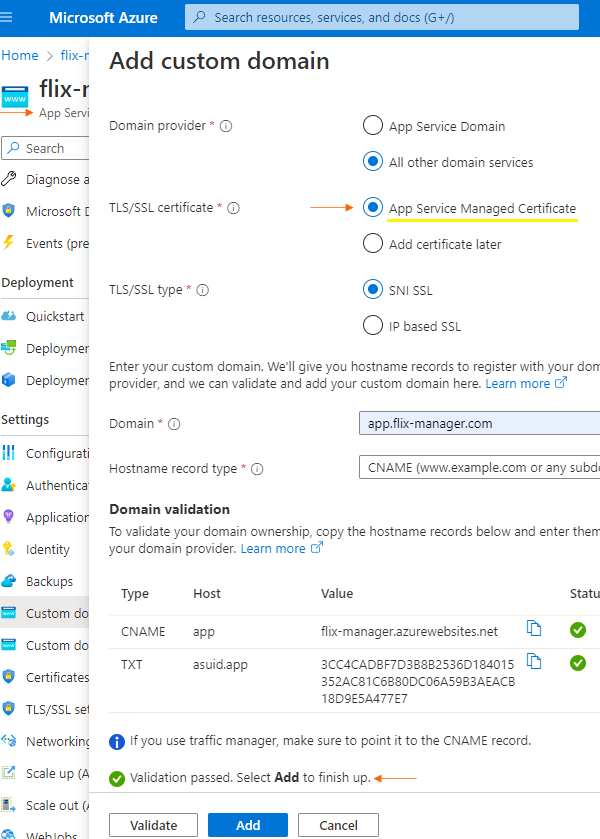 Microsoft Azure
Search resources, services, and docs (G+/)
Home > flix-r
flix-r
App Servi
Search
Diagnose a
Microsoft D
Events (pre
Deployment
Quickstart
Deploymer
Deploymer
Settings
Configurati
Authentica
Application
Identity
Backups
Custom do
Custom do
Certificates
TLS/SSL set
Networking
Scale up (A
Scale out (A
WebJobs
Add custom domain
Domain provider *
App Service Domain
All other domain services
TLS/SSL certificate *
App Service Managed Certificate
Add certificate later
TLS/SSL type *
SNI SSL
IP based SSL
Enter your custom domain. We'll give you hostname records to register with your dom
provider, and we can validate and add your custom domain here. Learn more
Domain *
app.flix-manager.com
Hostname record type *
CNAME (www.example.com or any subdo
Domain validation
To validate your domain ownership, copy the hostname records below and enter them
your domain provider. Learn more
Type Host Value Statu
CNAME app flix-manager.azurewebsites.net
TXT asuid.app 3CC4CADBF7D3B8B2536D184015
352AC81C6B80DC06A59B3AEACB
18D9E5A477E7
If you use traffic manager, make sure to point it to the CNAME record.
Validation passed. Select Add to finish up.
Validate Add Cancel